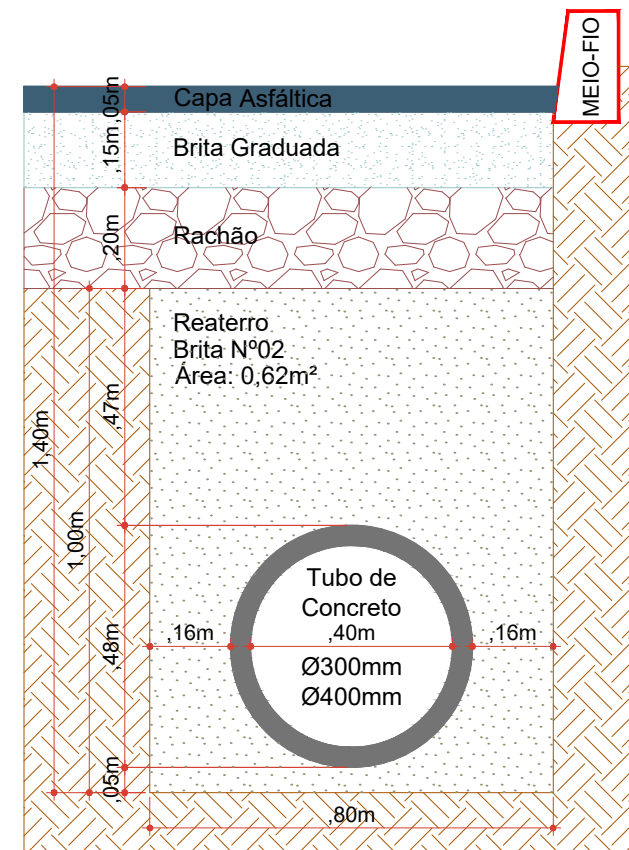 MEIO-FIO
,05m
Capa Asfáltica
,15m
Brita Graduada
,20m
Rachão
Reaterro
Brita Nº02
Área: 0,62m²
,47m
1,40m
1,00m
Tubo de
Concreto
,16m
,40m
,16m
,48m
Ø300mm
Ø400mm
,05m
,80m